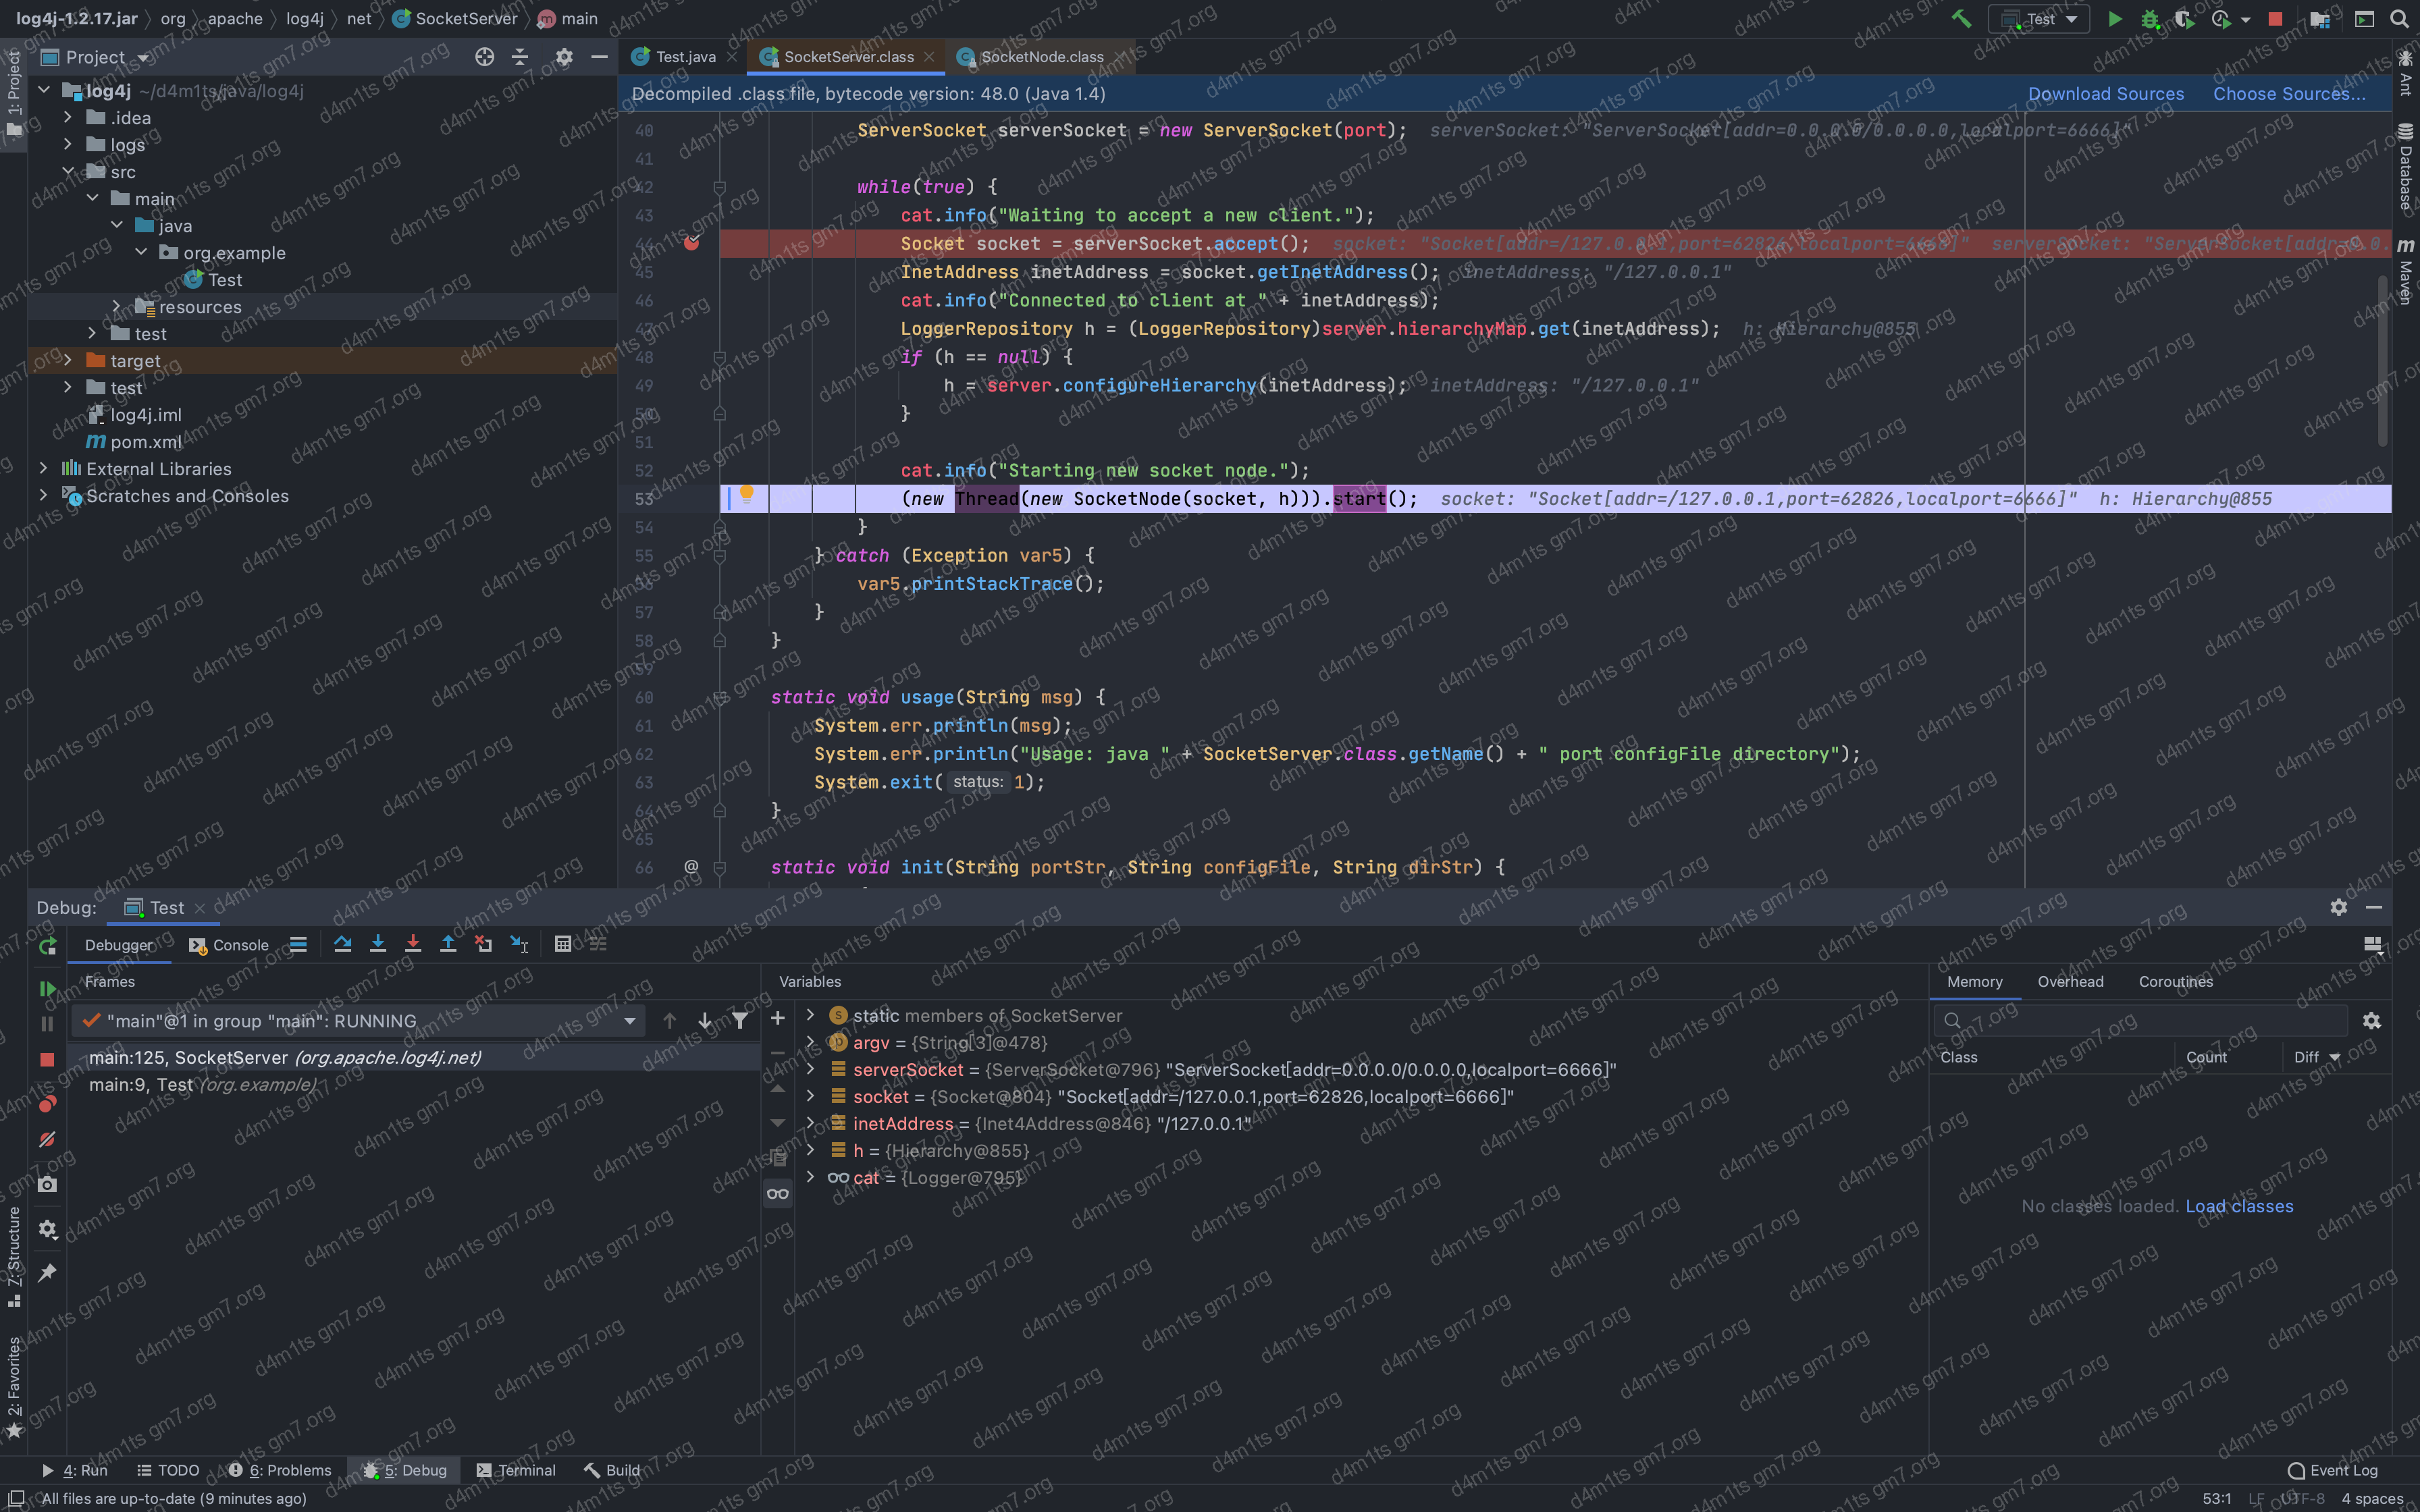 log4j-1.2.17.jar org apache log4j net SocketServer main
Test
1: Project
Project
Test.java SocketServer.class SocketNode.class
Ant
Database
Maven
log4j ~/d4m1ts/java/log4j
.idea
logs
src
main
java
org.example
Test
resources
test
target
test
log4j.iml
pom.xml
External Libraries
Scratches and Consoles
Decompiled .class file, bytecode version: 48.0 (Java 1.4) Download Sources Choose Sources...
40 ServerSocket serverSocket = new ServerSocket(port); serverSocket: "ServerSocket[addr=0.0.0.0/0.0.0.0,localport=6666]"
41
42 while(true) {
43 cat.info("Waiting to accept a new client.");
44 Socket socket = serverSocket.accept(); socket: "Socket[addr=/127.0.0.1,port=62826,localport=6666]" serverSocket: "ServerSocket[addr=0.0.
45 InetAddress inetAddress = socket.getInetAddress(); inetAddress: "/127.0.0.1"
46 cat.info("Connected to client at " + inetAddress);
47 LoggerRepository h = (LoggerRepository)server.hierarchyMap.get(inetAddress); h: Hierarchy@855
48 if (h == null) {
49 h = server.configureHierarchy(inetAddress); inetAddress: "/127.0.0.1"
50 }
51
52 cat.info("Starting new socket node.");
53 (new Thread(new SocketNode(socket, h))).start(); socket: "Socket[addr=/127.0.0.1,port=62826,localport=6666]" h: Hierarchy@855
54 }
55 } catch (Exception var5) {
56 var5.printStackTrace();
57 }
58 }
59
60 static void usage(String msg) {
61 System.err.println(msg);
62 System.err.println("Usage: java " + SocketServer.class.getName() + " port configFile directory");
63 System.exit( status: 1);
64 }
65
66 @ static void init(String portStr, String configFile, String dirStr) {
Debug: Test
Debugger Console
Frames
"main"@1 in group "main": RUNNING
main:125, SocketServer (org.apache.log4j.net)
main:9, Test (org.example)
Variables
static members of SocketServer
argv = {String[3]@478}
serverSocket = {ServerSocket@796} "ServerSocket[addr=0.0.0.0/0.0.0.0,localport=6666]"
socket = {Socket@804} "Socket[addr=/127.0.0.1,port=62826,localport=6666]"
inetAddress = {Inet4Address@846} "/127.0.0.1"
h = {Hierarchy@855}
cat = {Logger@795}
Memory Overhead Coroutines
Class Count Diff
No classes loaded. Load classes
7: Structure
2: Favorites
4: Run TODO 6: Problems 5: Debug Terminal Build Event Log
All files are up-to-date (9 minutes ago) 53:1 LF UTF-8 4 spaces
d4m1ts gm7.org